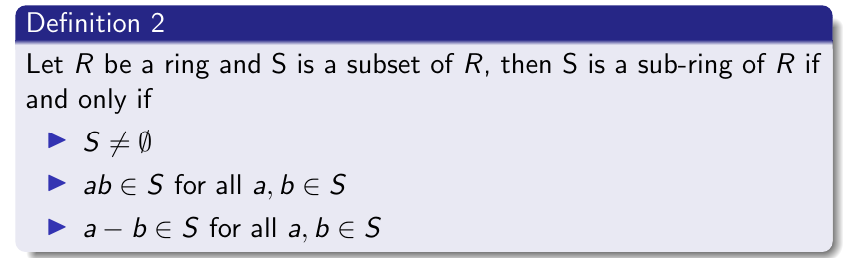 Definition 2
Let R be a ring and S is a subset of R, then S is a sub-ring of R if
and only if
▶ S ≠ ∅
▶ ab ∈ S for all a, b ∈ S
▶ a − b ∈ S for all a, b ∈ S